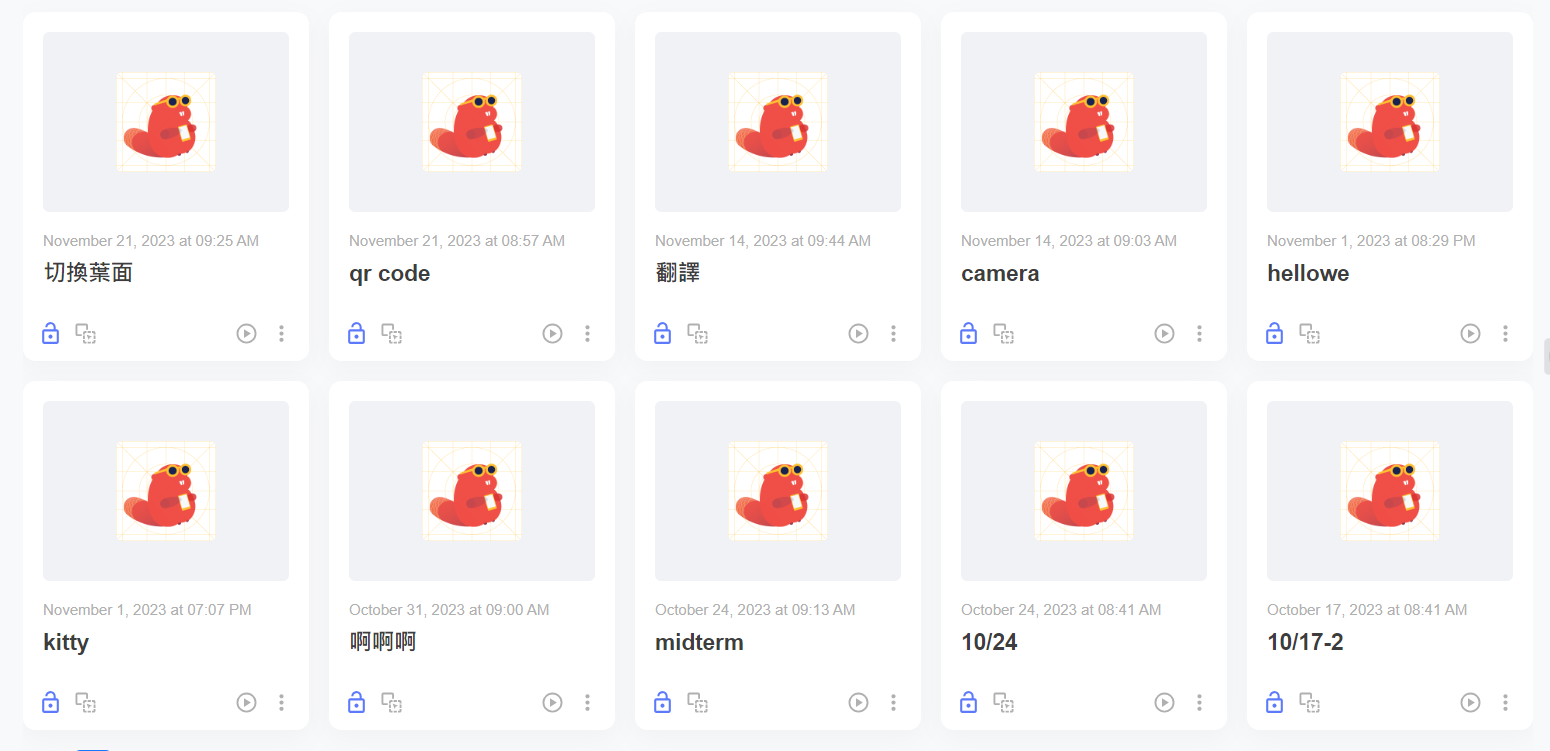 November 21, 2023 at 09:25 AM
切換葉面
November 21, 2023 at 08:57 AM
qr code
November 14, 2023 at 09:44 AM
翻譯
November 14, 2023 at 09:03 AM
camera
November 1, 2023 at 08:29 PM
hellowe
November 1, 2023 at 07:07 PM
kitty
October 31, 2023 at 09:00 AM
啊啊啊
October 24, 2023 at 09:13 AM
midterm
October 24, 2023 at 08:41 AM
10/24
October 17, 2023 at 08:41 AM
10/17-2